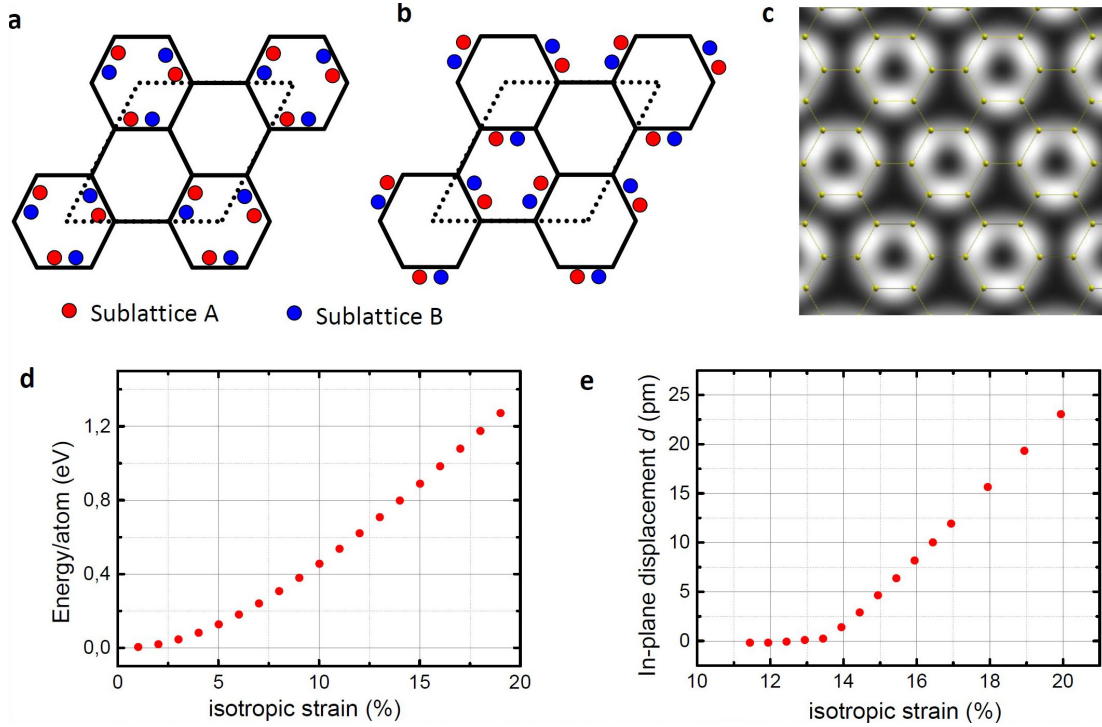 a
b
c
Sublattice A
Sublattice B
d
Energy/atom (eV)
1,2
0,8
0,4
0,0
0 5 10 15 20
isotropic strain (%)
e
In-plane displacement d (pm)
25
20
15
10
5
0
10 12 14 16 18 20
isotropic strain (%)